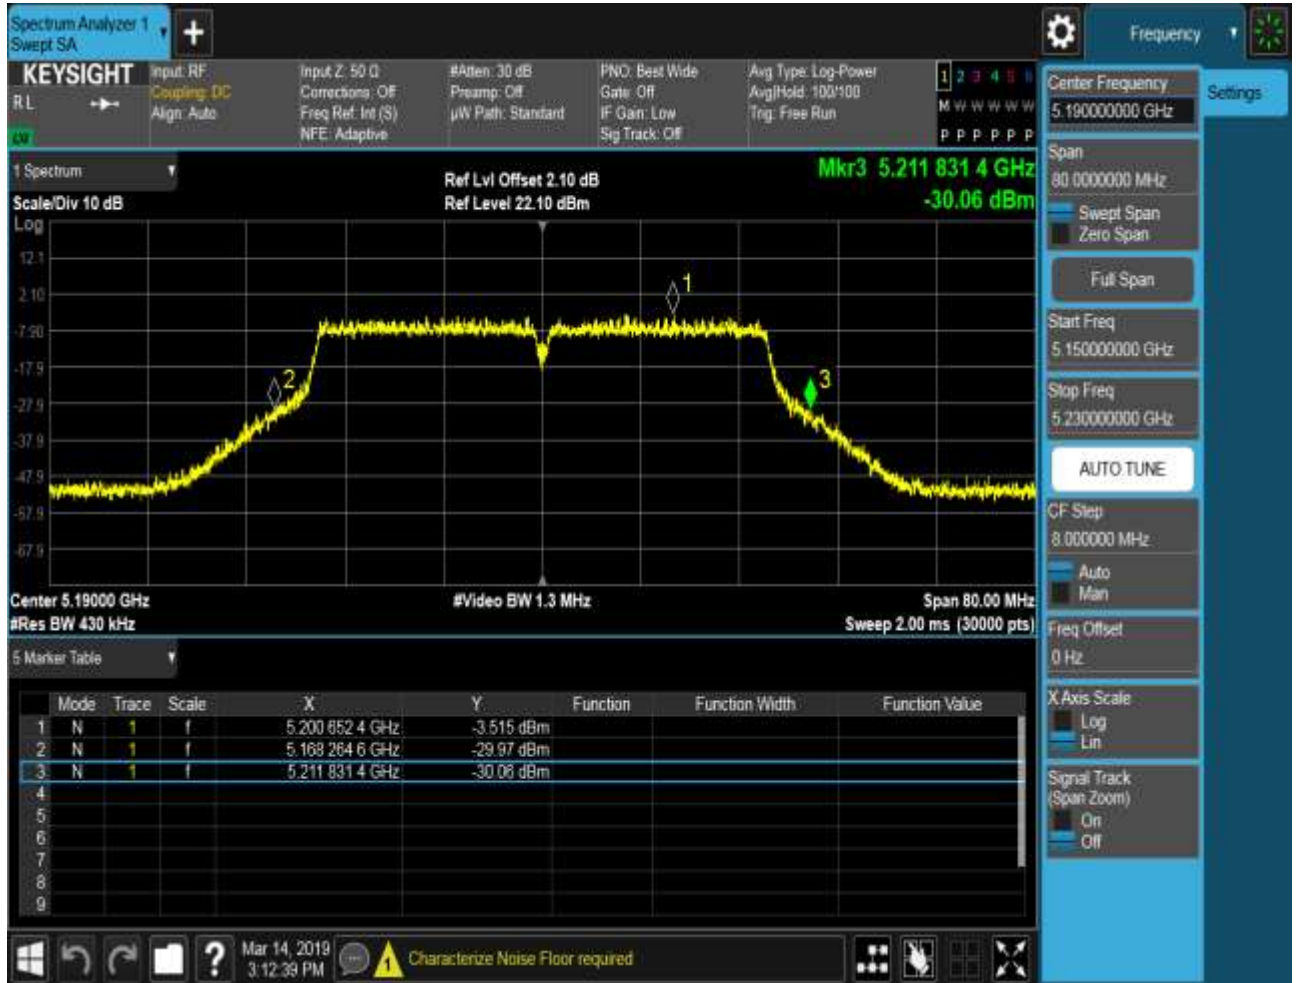 Spectrum Analyzer 1
Swept SA
+
Frequency
KEYSIGHT
RL
Input: RF
Coupling: DC
Align: Auto
Input Z: 50 Ω
Corrections: Off
Freq Ref: Int (S)
NFE: Adaptive
#Atten: 30 dB
Preamp: Off
µW Path: Standard
PNO: Best Wide
Gate: Off
IF Gain: Low
Sig Track: Off
Avg Type: Log-Power
Avg|Hold: 100/100
Trig: Free Run
1 2 3 4 5 6
M W W W W W
P P P P P P
1 Spectrum
Scale/Div 10 dB
Ref Lvl Offset 2.10 dB
Ref Level 22.10 dBm
Mkr3 5.211 831 4 GHz
-30.06 dBm
Log
12.1
2.10
-7.90
-17.9
-27.9
-37.9
-47.9
-57.9
-67.9
1
2
3
Center 5.19000 GHz
#Video BW 1.3 MHz
Span 80.00 MHz
#Res BW 430 kHz
Sweep 2.00 ms (30000 pts)
5 Marker Table
Mode Trace Scale X Y Function Function Width Function Value
1 N 1 f 5.200 652 4 GHz -3.515 dBm
2 N 1 f 5.168 264 6 GHz -29.97 dBm
3 N 1 f 5.211 831 4 GHz -30.06 dBm
4
5
6
7
8
9
?
Mar 14, 2019
3:12:39 PM
1
Characterize Noise Floor required
Center Frequency
5.190000000 GHz
Settings
Span
80.0000000 MHz
Swept Span
Zero Span
Full Span
Start Freq
5.150000000 GHz
Stop Freq
5.230000000 GHz
AUTO TUNE
CF Step
8.000000 MHz
Auto
Man
Freq Offset
0 Hz
X Axis Scale
Log
Lin
Signal Track
(Span Zoom)
On
Off